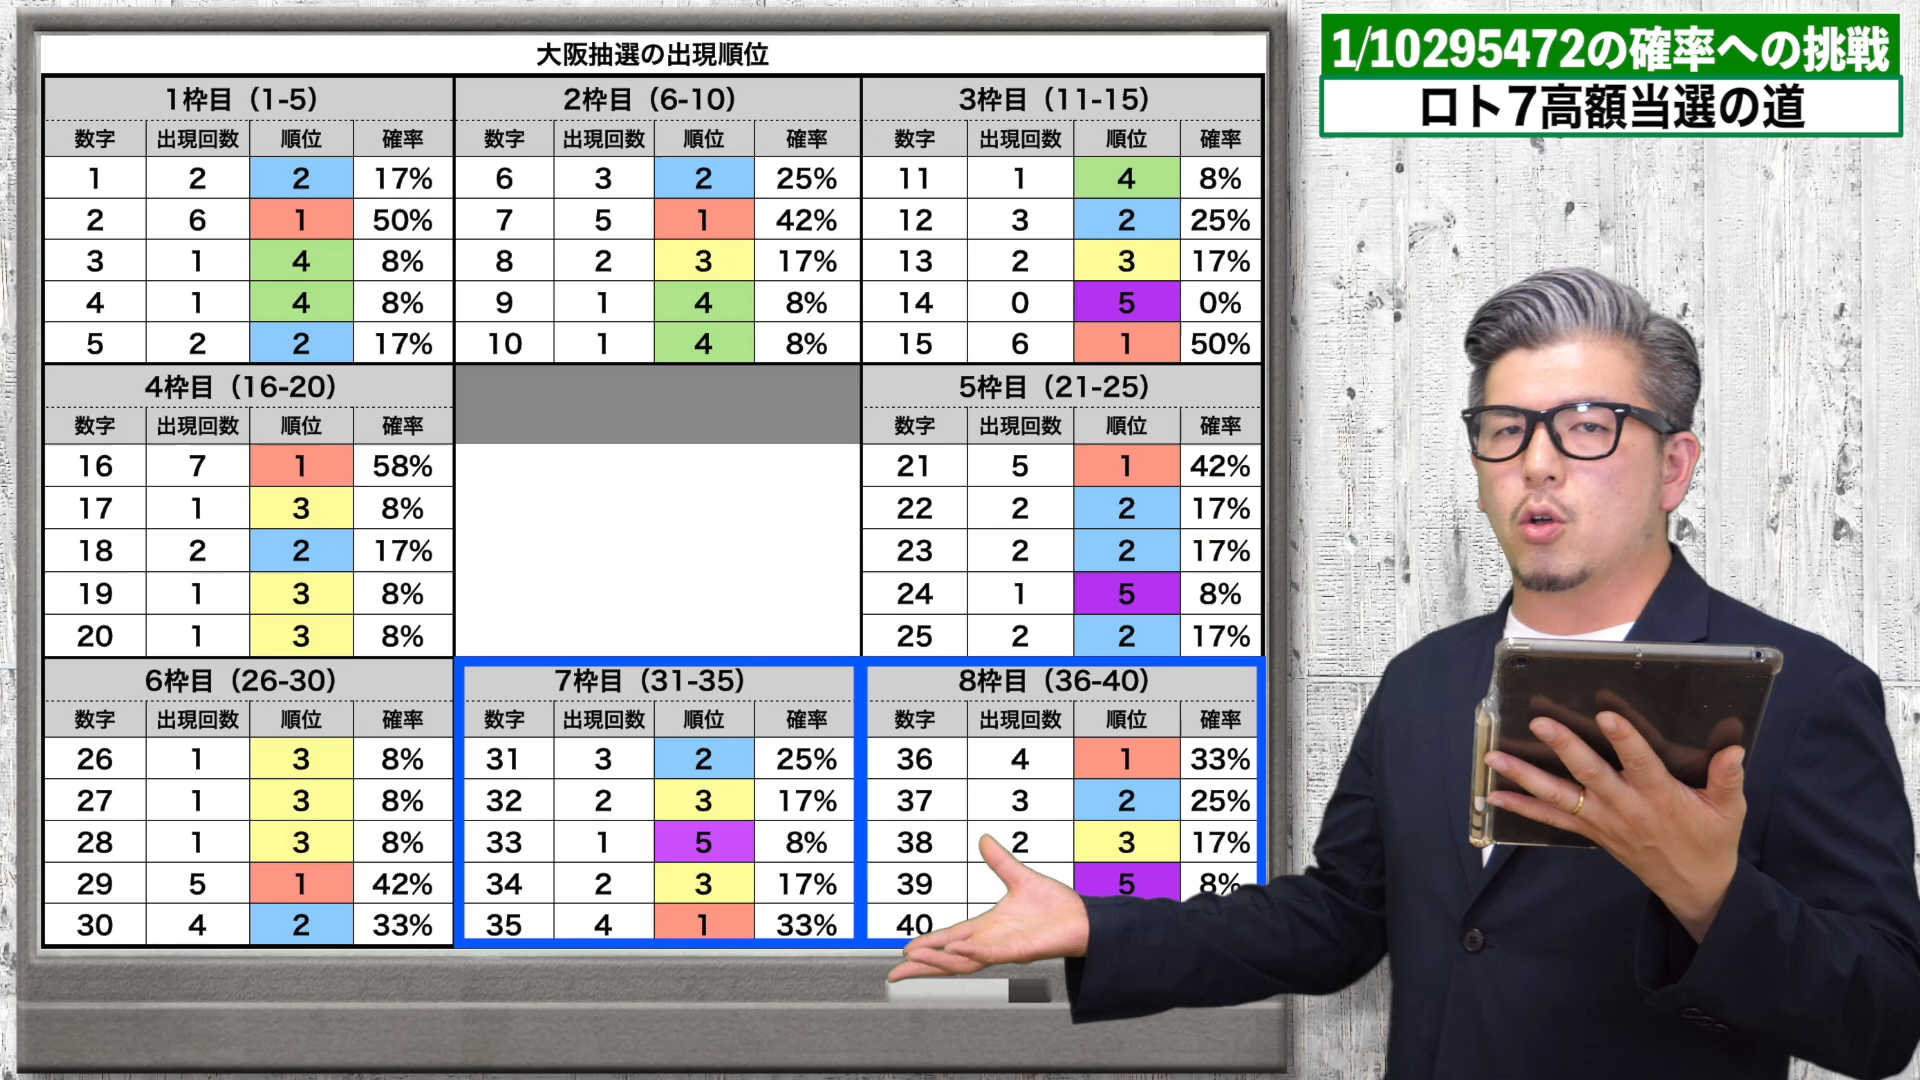 1/10295472の確率への挑戦
ロト7高額当選の道
大阪抽選の出現順位
1枠目（1-5）
数字 出現回数 順位 確率
1 2 2 17%
2 6 1 50%
3 1 4 8%
4 1 4 8%
5 2 2 17%
2枠目（6-10）
数字 出現回数 順位 確率
6 3 2 25%
7 5 1 42%
8 2 3 17%
9 1 4 8%
10 1 4 8%
3枠目（11-15）
数字 出現回数 順位 確率
11 1 4 8%
12 3 2 25%
13 2 3 17%
14 0 5 0%
15 6 1 50%
4枠目（16-20）
数字 出現回数 順位 確率
16 7 1 58%
17 1 3 8%
18 2 2 17%
19 1 3 8%
20 1 3 8%
5枠目（21-25）
数字 出現回数 順位 確率
21 5 1 42%
22 2 2 17%
23 2 2 17%
24 1 5 8%
25 2 2 17%
6枠目（26-30）
数字 出現回数 順位 確率
26 1 3 8%
27 1 3 8%
28 1 3 8%
29 5 1 42%
30 4 2 33%
7枠目（31-35）
数字 出現回数 順位 確率
31 3 2 25%
32 2 3 17%
33 1 5 8%
34 2 3 17%
35 4 1 33%
8枠目（36-40）
数字 出現回数 順位 確率
36 4 1 33%
37 3 2 25%
38 2 3 17%
39 5 8%
40